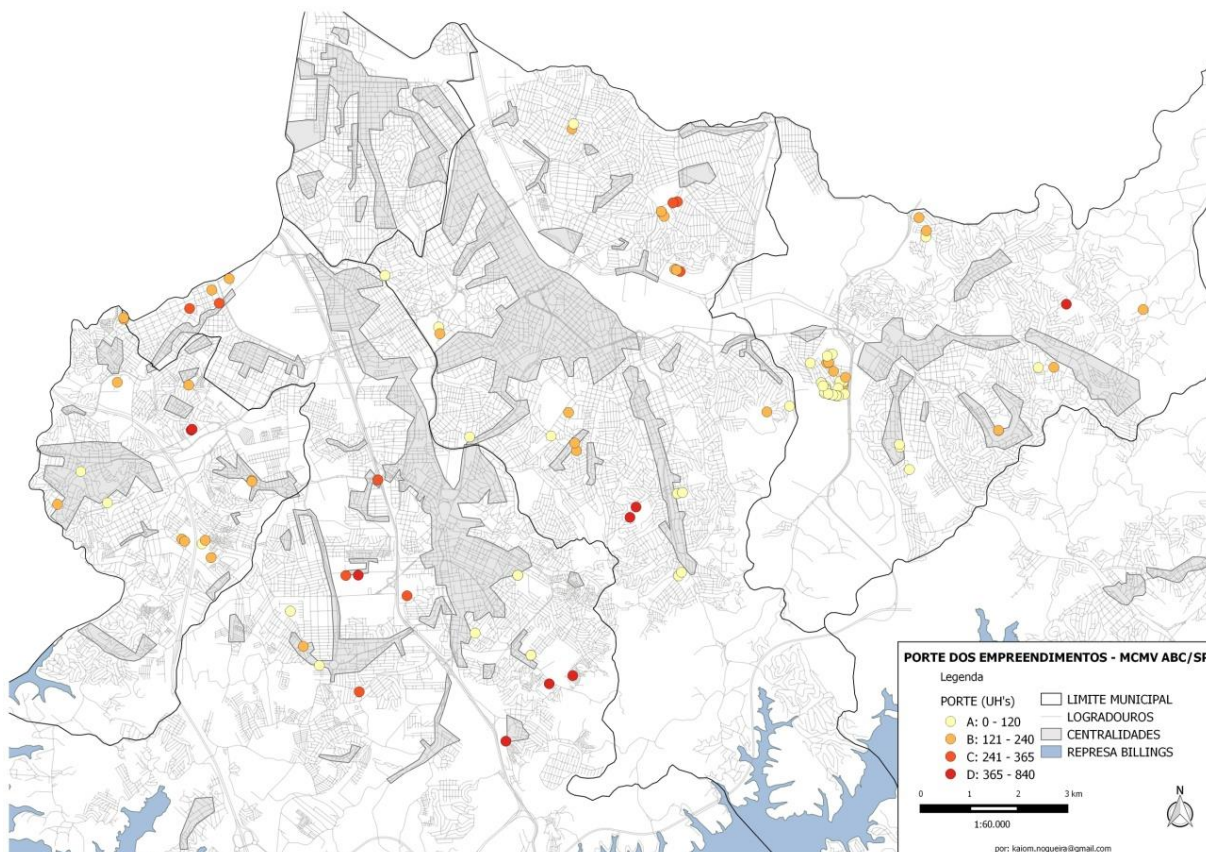 PORTE DOS EMPREENDIMENTOS - MCMV ABC/SP
Legenda
PORTE (UH's)
A: 0 - 120
B: 121 - 240
C: 241 - 365
D: 365 - 840
LIMITE MUNICIPAL
LOGRADOUROS
CENTRALIDADES
REPRESA BILLINGS
0 1 2 3 km
1:60.000
N
por: kaiom.nogueira@gmail.com